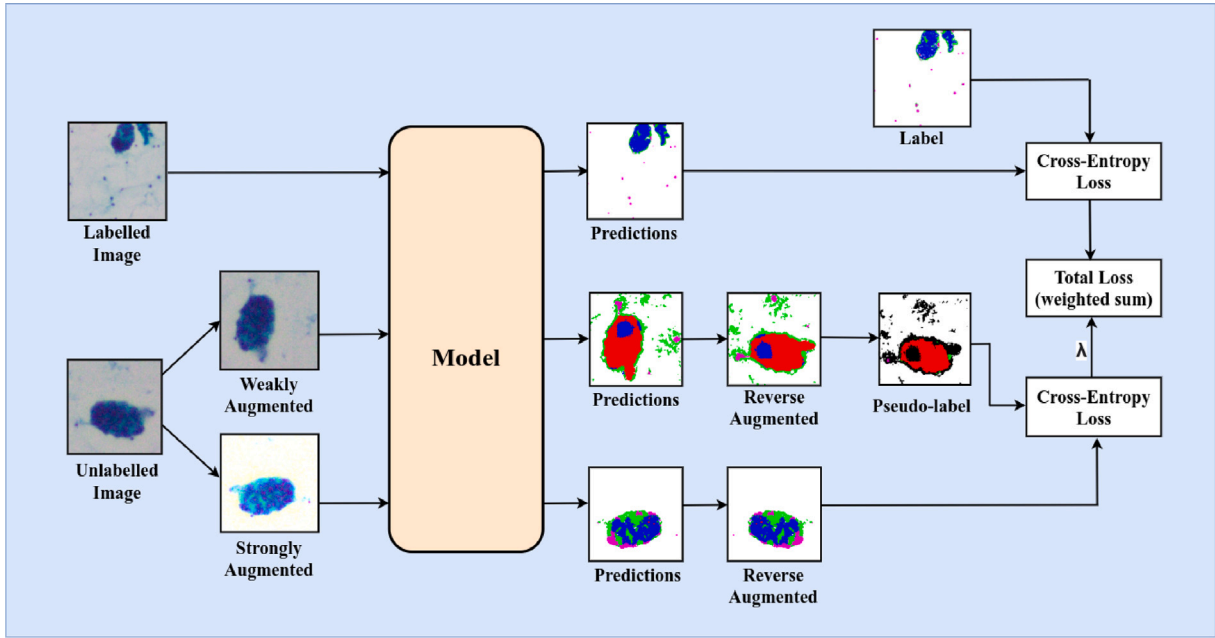 Label
Cross-Entropy
Loss
Labelled
Image
Predictions
Total Loss
(weighted sum)
λ
Model
Weakly
Augmented
Predictions
Reverse
Augmented
Pseudo-label
Cross-Entropy
Loss
Unlabelled
Image
Strongly
Augmented
Predictions
Reverse
Augmented